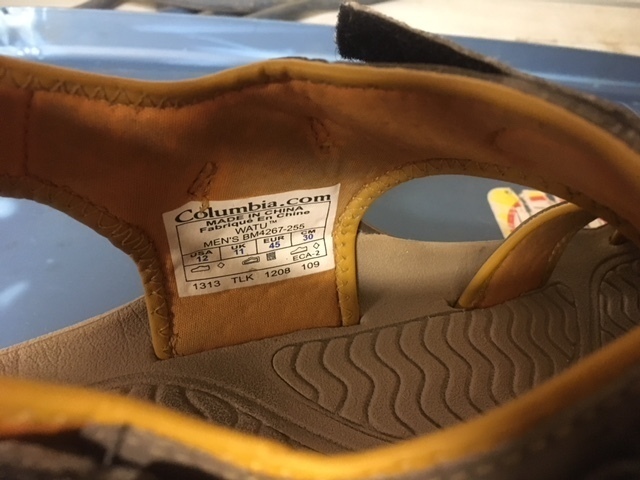 Columbia.com
MADE IN CHINA
Fabriqué En Chine
WATU™
MEN'S BM4267-255
USA UK EUR CM
12 11 45 30
ECA-2
1313 TLK 1208 109